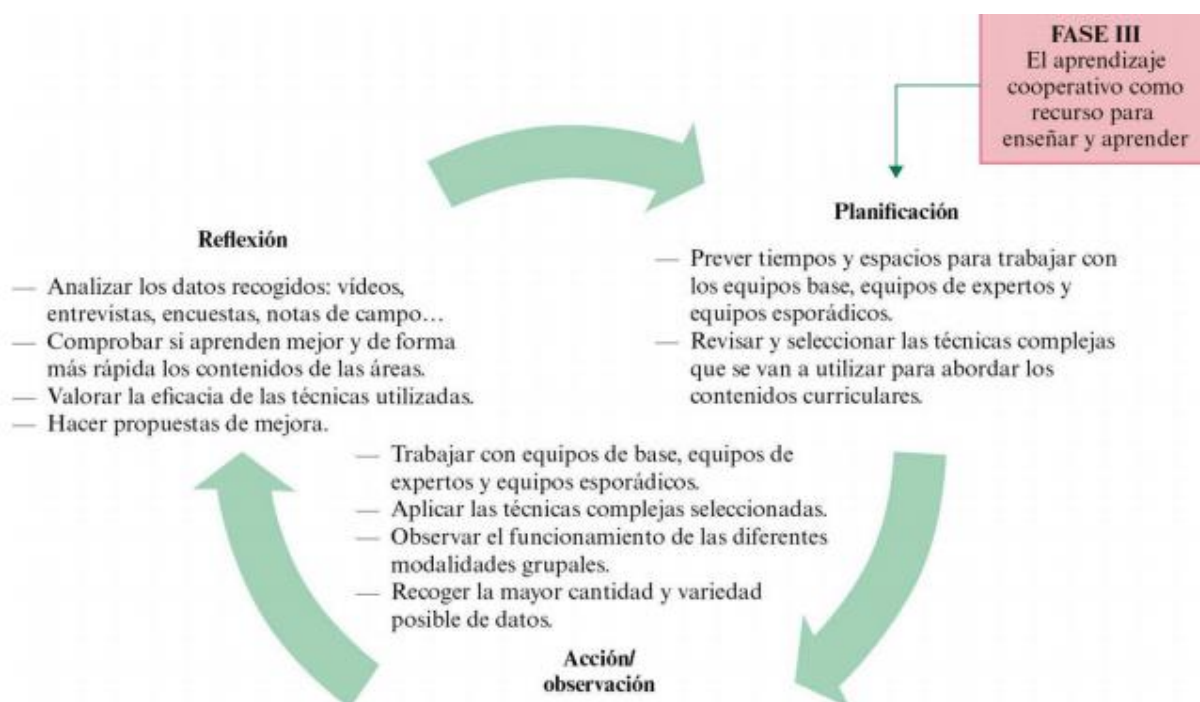 FASE III
El aprendizaje
cooperativo como
recurso para
enseñar y aprender
Planificación
— Prever tiempos y espacios para trabajar con
los equipos base, equipos de expertos y
equipos esporádicos.
— Revisar y seleccionar las técnicas complejas
que se van a utilizar para abordar los
contenidos curriculares.
Reflexión
— Analizar los datos recogidos: vídeos,
entrevistas, encuestas, notas de campo…
— Comprobar si aprenden mejor y de forma
más rápida los contenidos de las áreas.
— Valorar la eficacia de las técnicas utilizadas.
— Hacer propuestas de mejora.
— Trabajar con equipos de base, equipos de
expertos y equipos esporádicos.
— Aplicar las técnicas complejas seleccionadas.
— Observar el funcionamiento de las diferentes
modalidades grupales.
— Recoger la mayor cantidad y variedad
posible de datos.
Acción/
observación